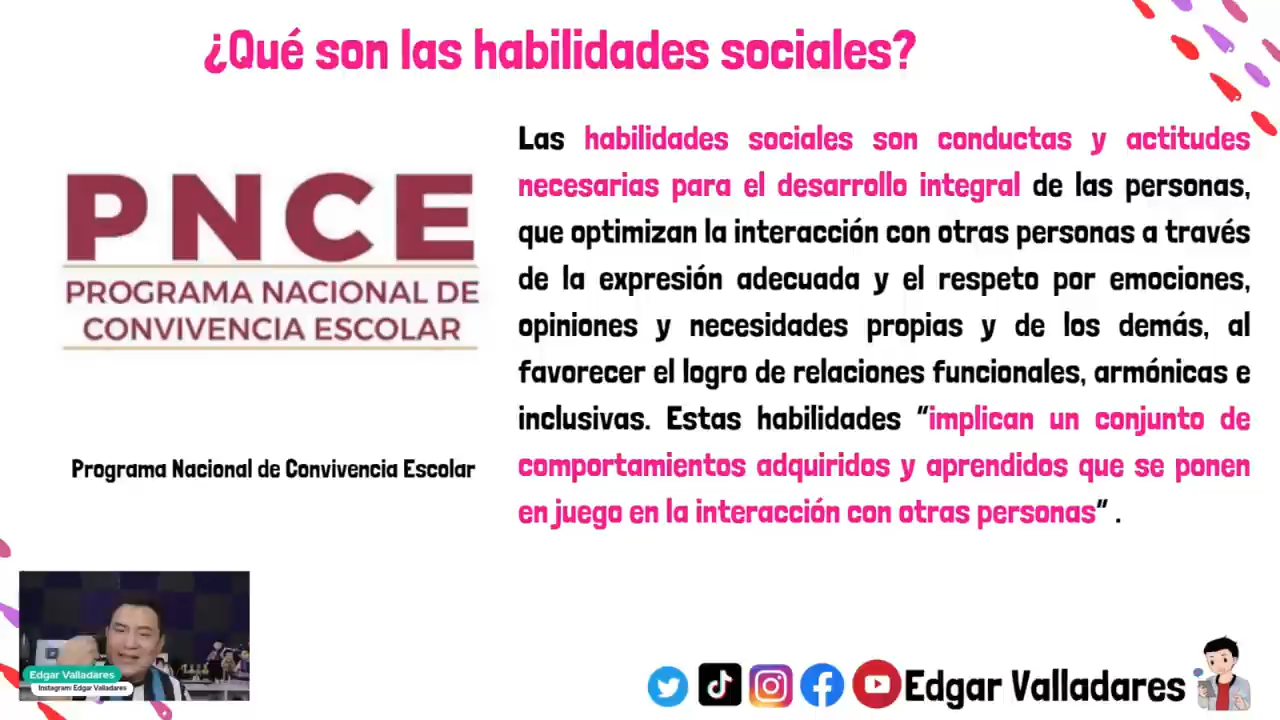 ¿Qué son las habilidades sociales?
PNCE
PROGRAMA NACIONAL DE
CONVIVENCIA ESCOLAR
Programa Nacional de Convivencia Escolar
Las habilidades sociales son conductas y actitudes
necesarias para el desarrollo integral de las personas,
que optimizan la interacción con otras personas a través
de la expresión adecuada y el respeto por emociones,
opiniones y necesidades propias y de los demás, al
favorecer el logro de relaciones funcionales, armónicas e
inclusivas. Estas habilidades "implican un conjunto de
comportamientos adquiridos y aprendidos que se ponen
en juego en la interacción con otras personas" .
Edgar Valladares
Instagram: Edgar Valladares
Edgar Valladares